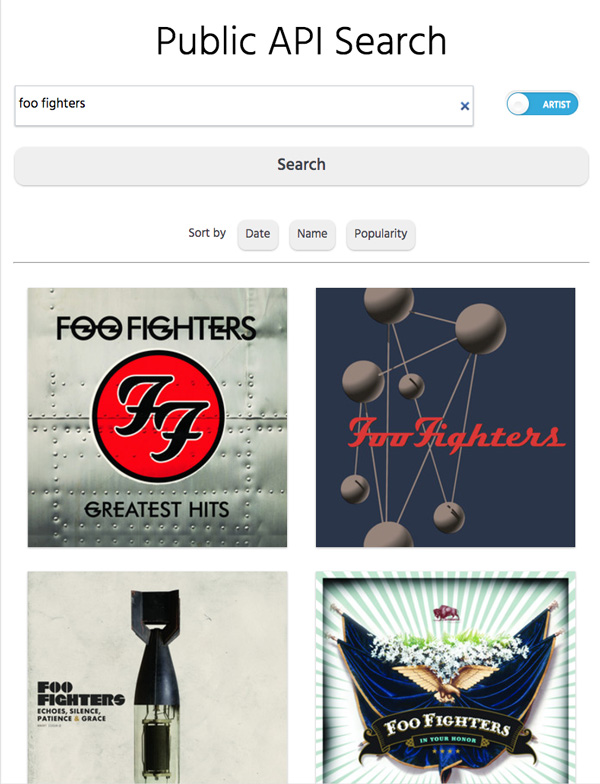 Public API Search
foo fighters
×
ARTIST
Search
Sort by
Date
Name
Popularity
FOO FIGHTERS
FF
GREATEST HITS
Foo Fighters
FOO
FIGHTERS
ECHOES, SILENCE,
PATIENCE & GRACE
FOO FIGHTERS
IN YOUR HONOR